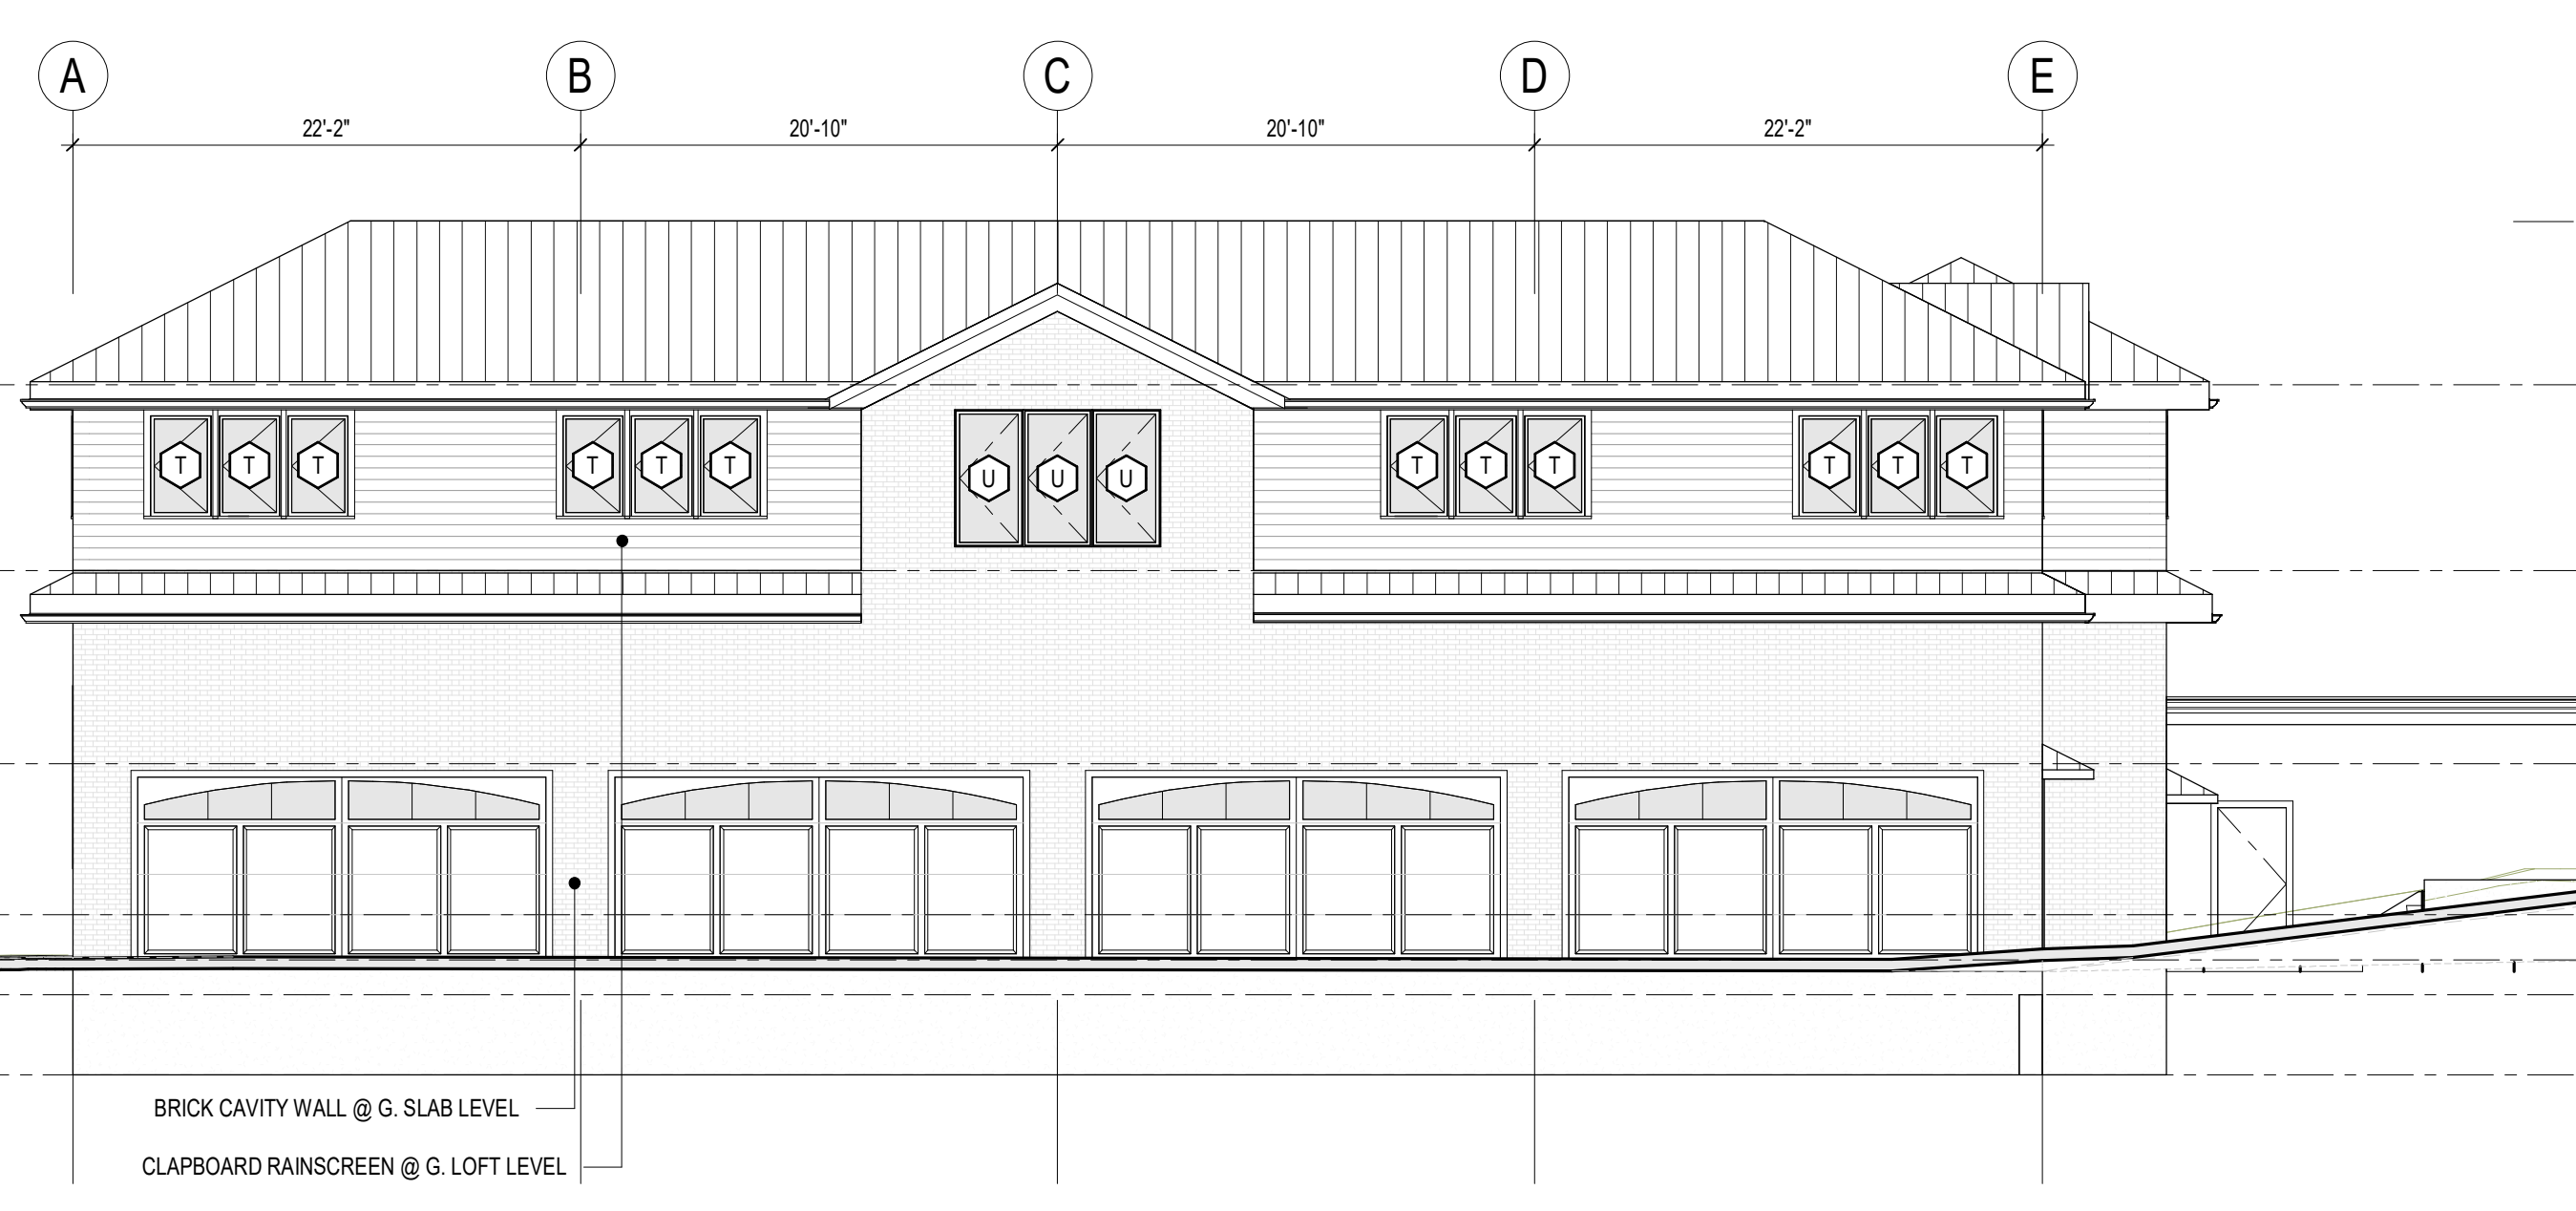 A B C D E
22'-2" 20'-10" 20'-10" 22'-2"
T T T T T T U U U T T T T T T
BRICK CAVITY WALL @ G. SLAB LEVEL
CLAPBOARD RAINSCREEN @ G. LOFT LEVEL